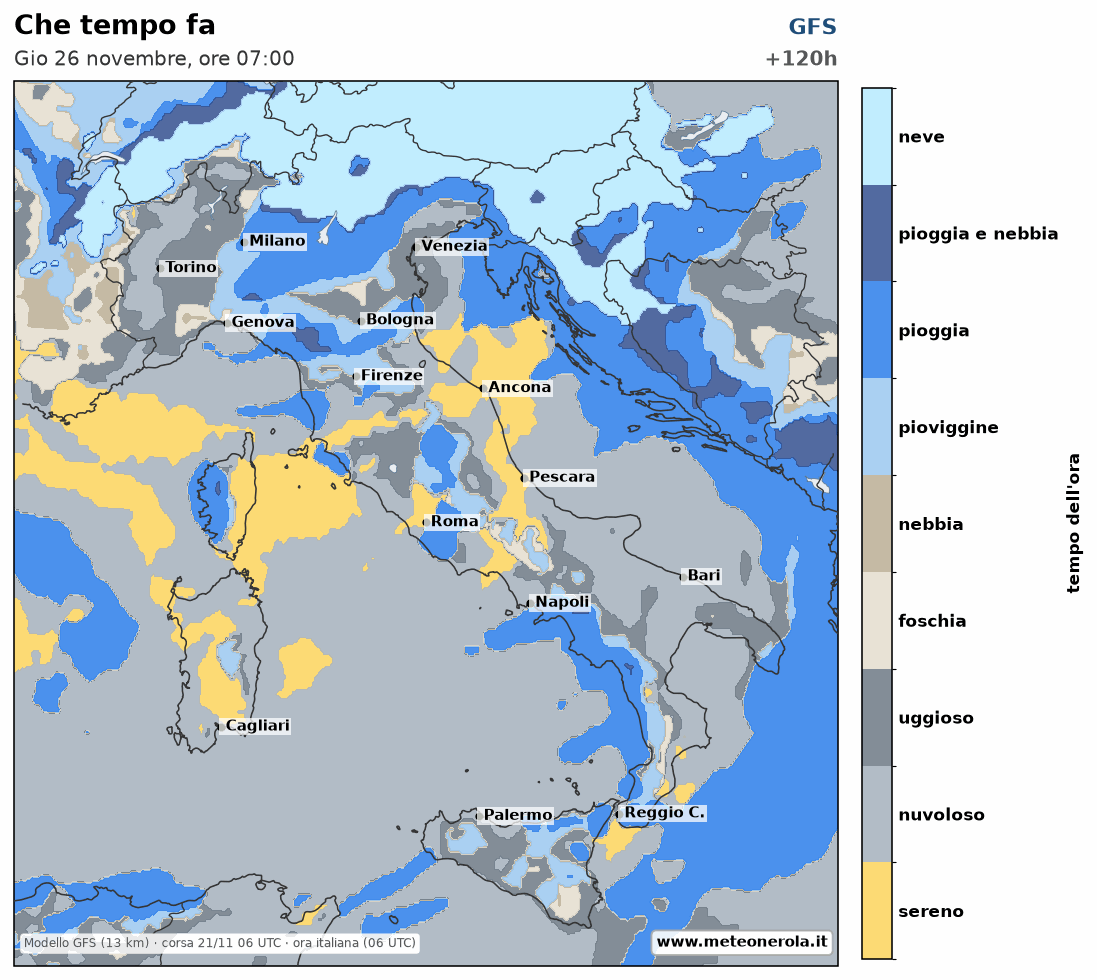 Che tempo fa
GFS
Gio 26 novembre, ore 07:00
+120h
neve
pioggia e nebbia
pioggia
pioviggine
nebbia
foschia
uggioso
nuvoloso
sereno
tempo dell'ora
Milano
Venezia
Torino
Genova
Bologna
Firenze
Ancona
Pescara
Roma
Bari
Napoli
Cagliari
Palermo
Reggio C.
Modello GFS (13 km) · corsa 21/11 06 UTC · ora italiana (06 UTC)
www.meteonerola.it